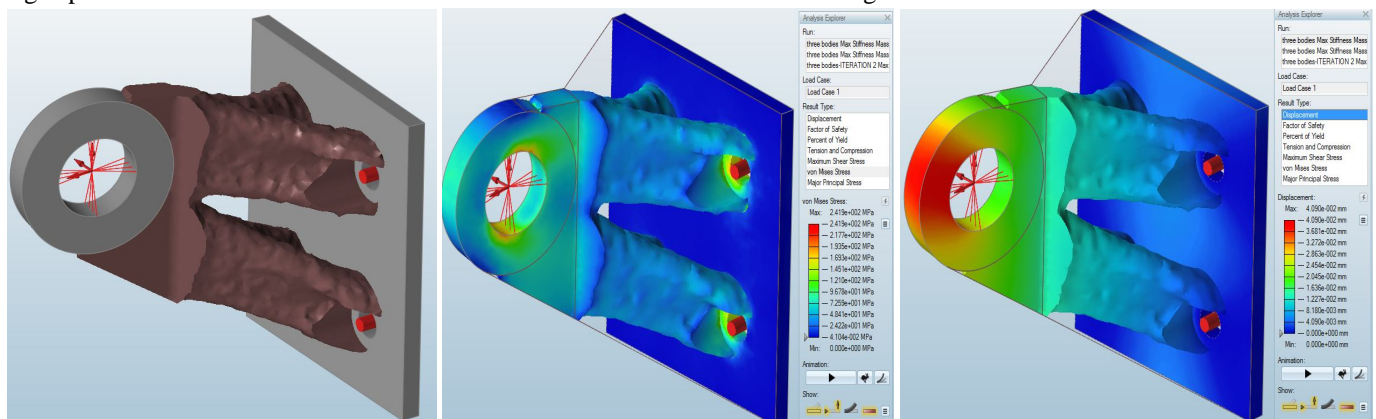 Analysis Explorer
Run:
three bodies Max Stiffness Mass
three bodies Max Stiffness Mass
three bodies-ITERATION 2 Max
Load Case:
Load Case 1
Result Type:
Displacement
Factor of Safety
Percent of Yield
Tension and Compression
Maximum Shear Stress
von Mises Stress
Major Principal Stress
von Mises Stress:
Max: 2.419e+002 MPa
2.419e+002 MPa
2.177e+002 MPa
1.935e+002 MPa
1.693e+002 MPa
1.451e+002 MPa
1.210e+002 MPa
9.678e+001 MPa
7.259e+001 MPa
4.841e+001 MPa
2.422e+001 MPa
4.104e-002 MPa
Min: 0.000e+000 MPa
Animation:
Show:
Analysis Explorer
Run:
three bodies Max Stiffness Mass
three bodies Max Stiffness Mass
three bodies-ITERATION 2 Max
Load Case:
Load Case 1
Result Type:
Displacement
Factor of Safety
Percent of Yield
Tension and Compression
Maximum Shear Stress
von Mises Stress
Major Principal Stress
Displacement:
Max: 4.090e-002 mm
4.090e-002 mm
3.681e-002 mm
3.272e-002 mm
2.863e-002 mm
2.454e-002 mm
2.045e-002 mm
1.636e-002 mm
1.227e-002 mm
8.180e-003 mm
4.090e-003 mm
0.000e+000 mm
Min: 0.000e+000 mm
Animation:
Show: